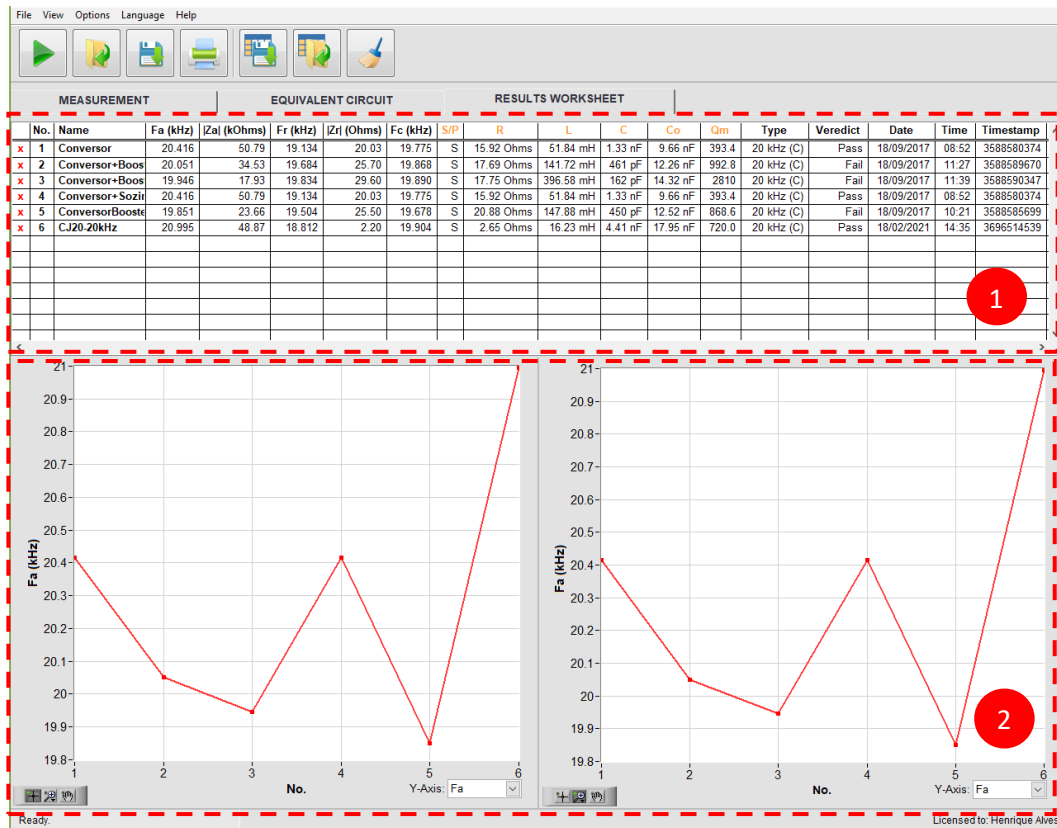 File View Options Language Help
MEASUREMENT EQUIVALENT CIRCUIT RESULTS WORKSHEET
No. Name Fa (kHz) |Za| (kOhms) Fr (kHz) |Zr| (Ohms) Fc (kHz) S/P R L C Co Qm Type Veredict Date Time Timestamp
x 1 Conversor 20.416 50.79 19.134 20.03 19.775 S 15.92 Ohms 51.84 mH 1.33 nF 9.66 nF 393.4 20 kHz (C) Pass 18/09/2017 08:52 3588580374
x 2 Conversor+Boos 20.051 34.53 19.684 25.70 19.868 S 17.69 Ohms 141.72 mH 461 pF 12.26 nF 992.8 20 kHz (C) Fail 18/09/2017 11:27 3588589670
x 3 Conversor+Boos 19.946 17.93 19.834 29.60 19.890 S 17.75 Ohms 396.58 mH 162 pF 14.32 nF 2810 20 kHz (C) Fail 18/09/2017 11:39 3588590347
x 4 Conversor+Sozir 20.416 50.79 19.134 20.03 19.775 S 15.92 Ohms 51.84 mH 1.33 nF 9.66 nF 393.4 20 kHz (C) Pass 18/09/2017 08:52 3588580374
x 5 ConversorBooste 19.851 23.66 19.504 25.50 19.678 S 20.88 Ohms 147.88 mH 450 pF 12.52 nF 868.6 20 kHz (C) Fail 18/09/2017 10:21 3588585699
x 6 CJ20-20kHz 20.995 48.87 18.812 2.20 19.904 S 2.65 Ohms 16.23 mH 4.41 nF 17.95 nF 720.0 20 kHz (C) Pass 18/02/2021 14:35 3696514539
1
21
20.9
20.8
20.7
20.6
20.5
20.4
20.3
20.2
20.1
20
19.9
19.8
Fa (kHz)
1 2 3 4 5 6
No.
Y-Axis: Fa
21
20.9
20.8
20.7
20.6
20.5
20.4
20.3
20.2
20.1
20
19.9
19.8
Fa (kHz)
2
1 2 3 4 5 6
No.
Y-Axis: Fa
Ready. Licensed to: Henrique Alves